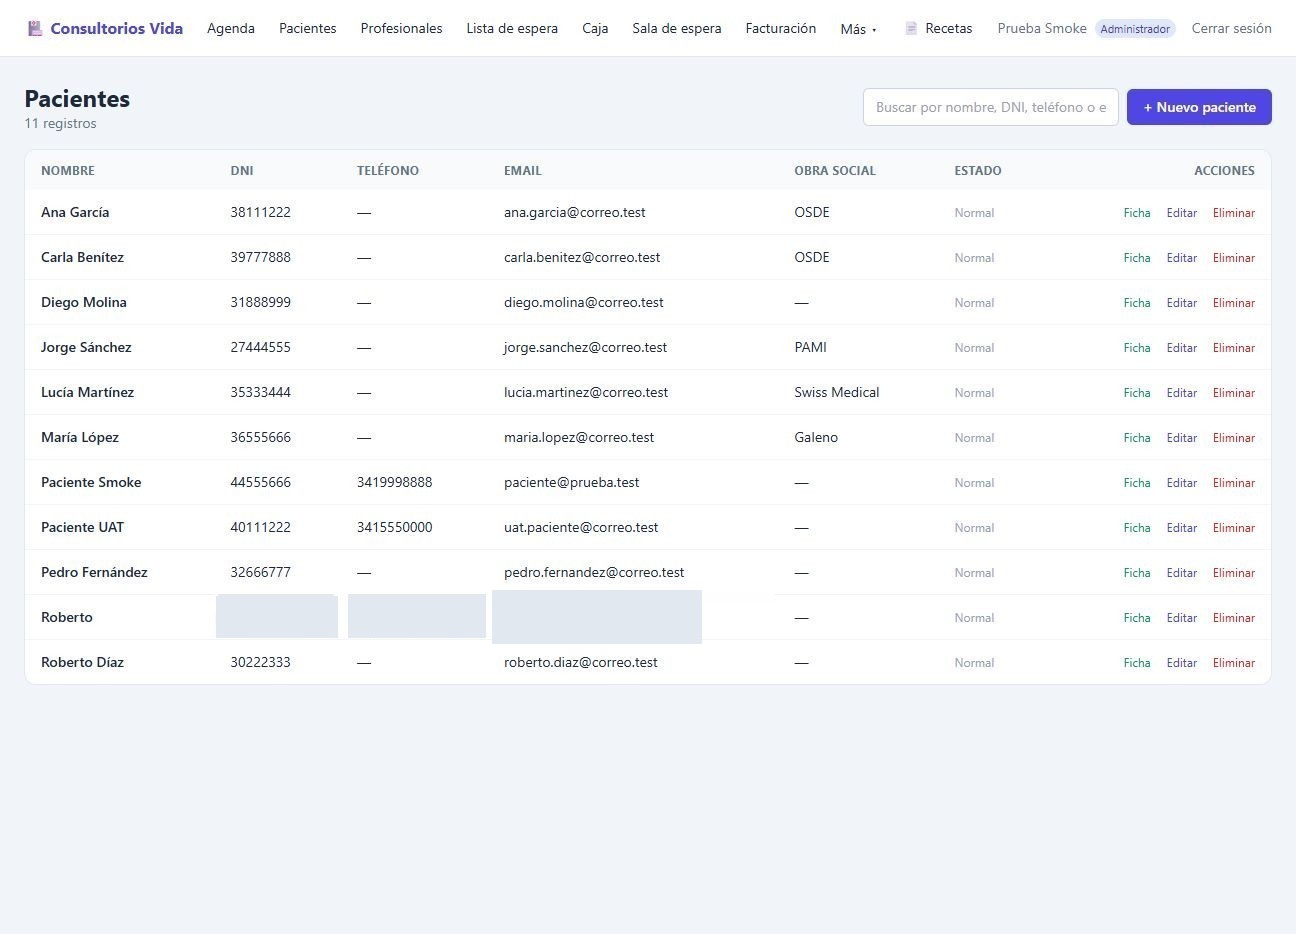 Consultorios Vida Agenda Pacientes Profesionales Lista de espera Caja Sala de espera Facturación Más Recetas Prueba Smoke Administrador Cerrar sesión
Pacientes
11 registros
Buscar por nombre, DNI, teléfono o e
+ Nuevo paciente
NOMBRE DNI TELÉFONO EMAIL OBRA SOCIAL ESTADO ACCIONES
Ana García 38111222 — ana.garcia@correo.test OSDE Normal Ficha Editar Eliminar
Carla Benítez 39777888 — carla.benitez@correo.test OSDE Normal Ficha Editar Eliminar
Diego Molina 31888999 — diego.molina@correo.test — Normal Ficha Editar Eliminar
Jorge Sánchez 27444555 — jorge.sanchez@correo.test PAMI Normal Ficha Editar Eliminar
Lucía Martínez 35333444 — lucia.martinez@correo.test Swiss Medical Normal Ficha Editar Eliminar
María López 36555666 — maria.lopez@correo.test Galeno Normal Ficha Editar Eliminar
Paciente Smoke 44555666 3419998888 paciente@prueba.test — Normal Ficha Editar Eliminar
Paciente UAT 40111222 3415550000 uat.paciente@correo.test — Normal Ficha Editar Eliminar
Pedro Fernández 32666777 — pedro.fernandez@correo.test — Normal Ficha Editar Eliminar
Roberto — Normal Ficha Editar Eliminar
Roberto Díaz 30222333 — roberto.diaz@correo.test — Normal Ficha Editar Eliminar